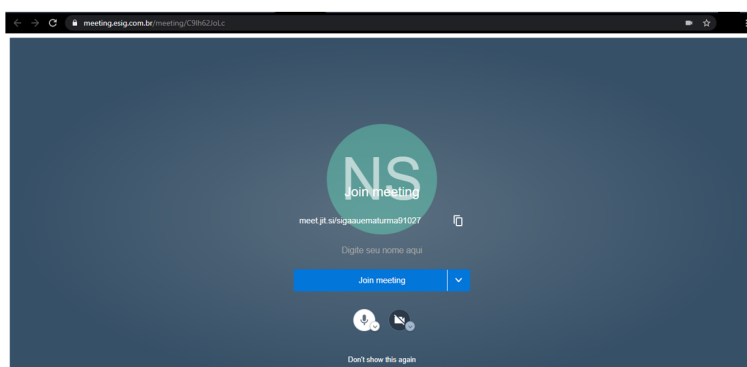 meeting.esig.com.br/meeting/C9lh62JoLc
NS
Join meeting
meet.jit.si/sigaauematurma91027
Digite seu nome aqui
Join meeting
Don't show this again